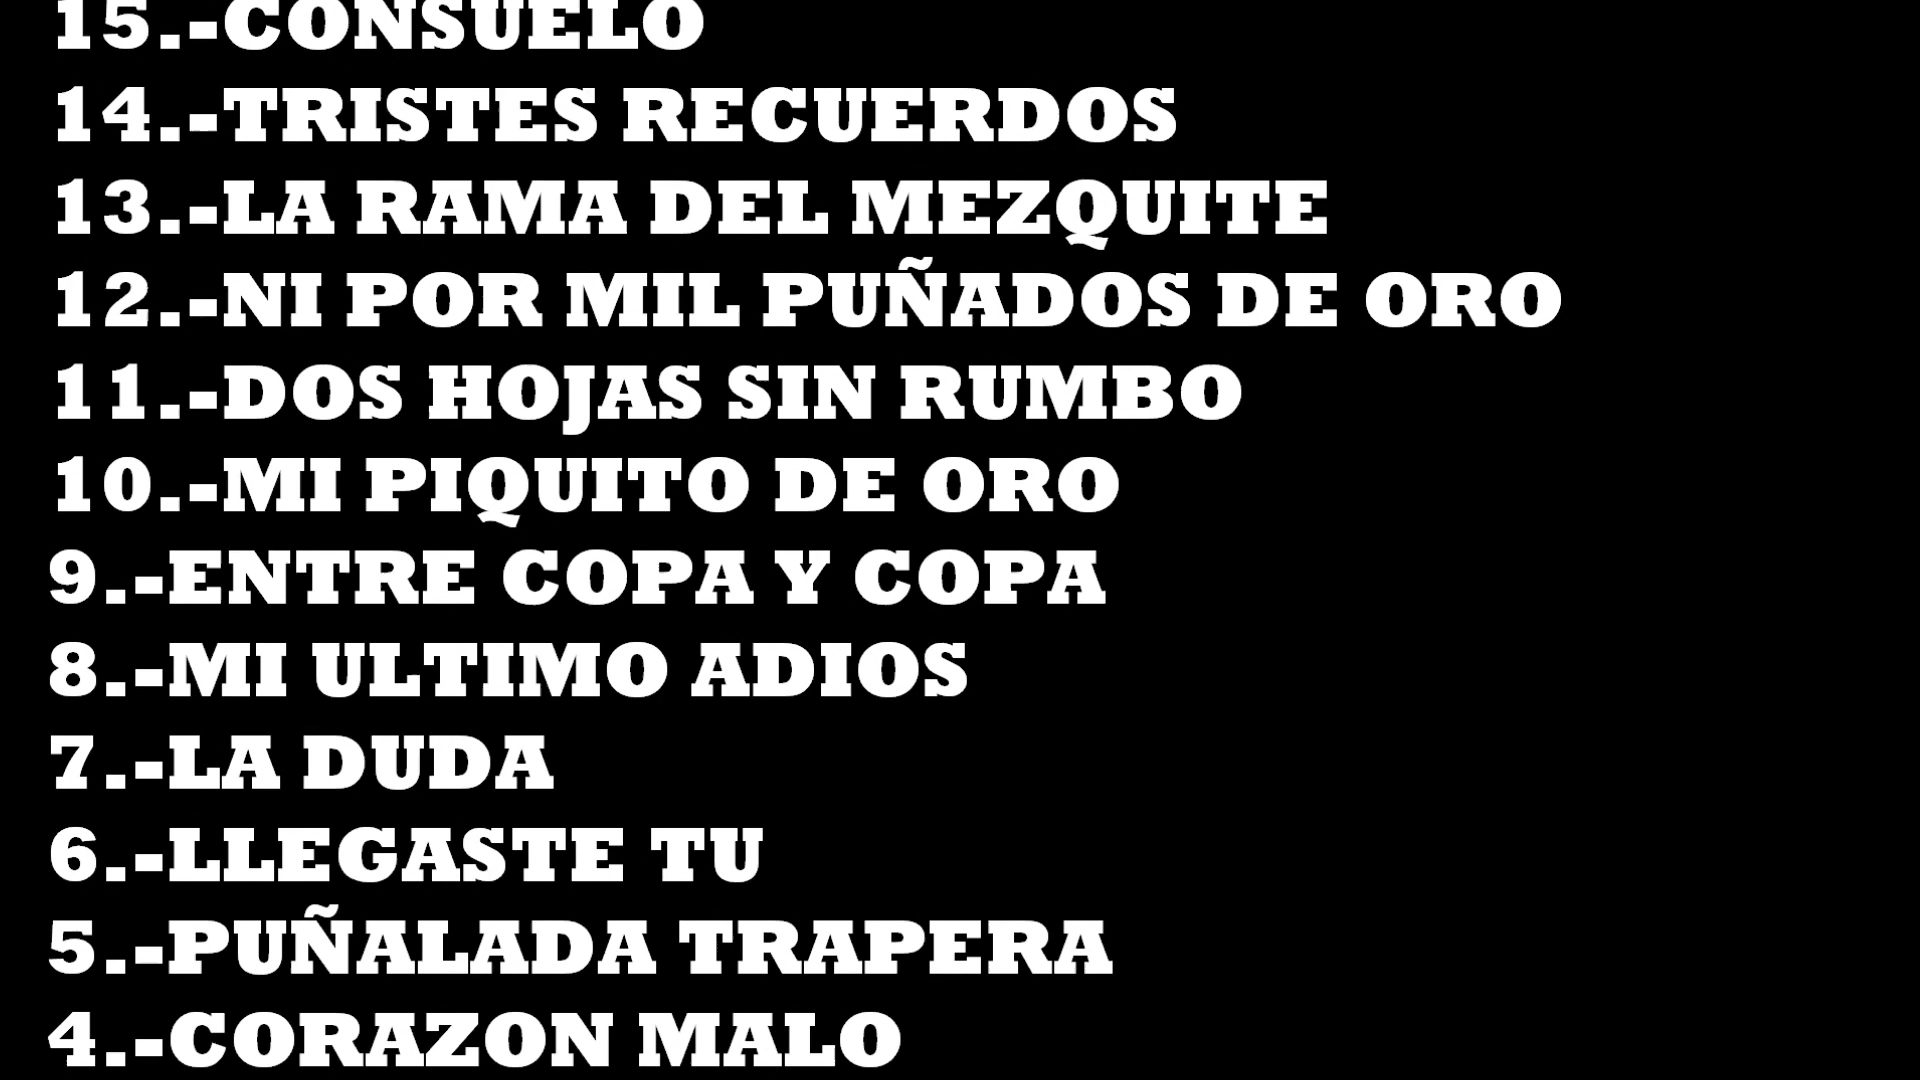 15.-CONSUELO
14.-TRISTES RECUERDOS
13.-LA RAMA DEL MEZQUITE
12.-NI POR MIL PUÑADOS DE ORO
11.-DOS HOJAS SIN RUMBO
10.-MI PIQUITO DE ORO
9.-ENTRE COPA Y COPA
8.-MI ULTIMO ADIOS
7.-LA DUDA
6.-LLEGASTE TU
5.-PUÑALADA TRAPERA
4.-CORAZON MALO